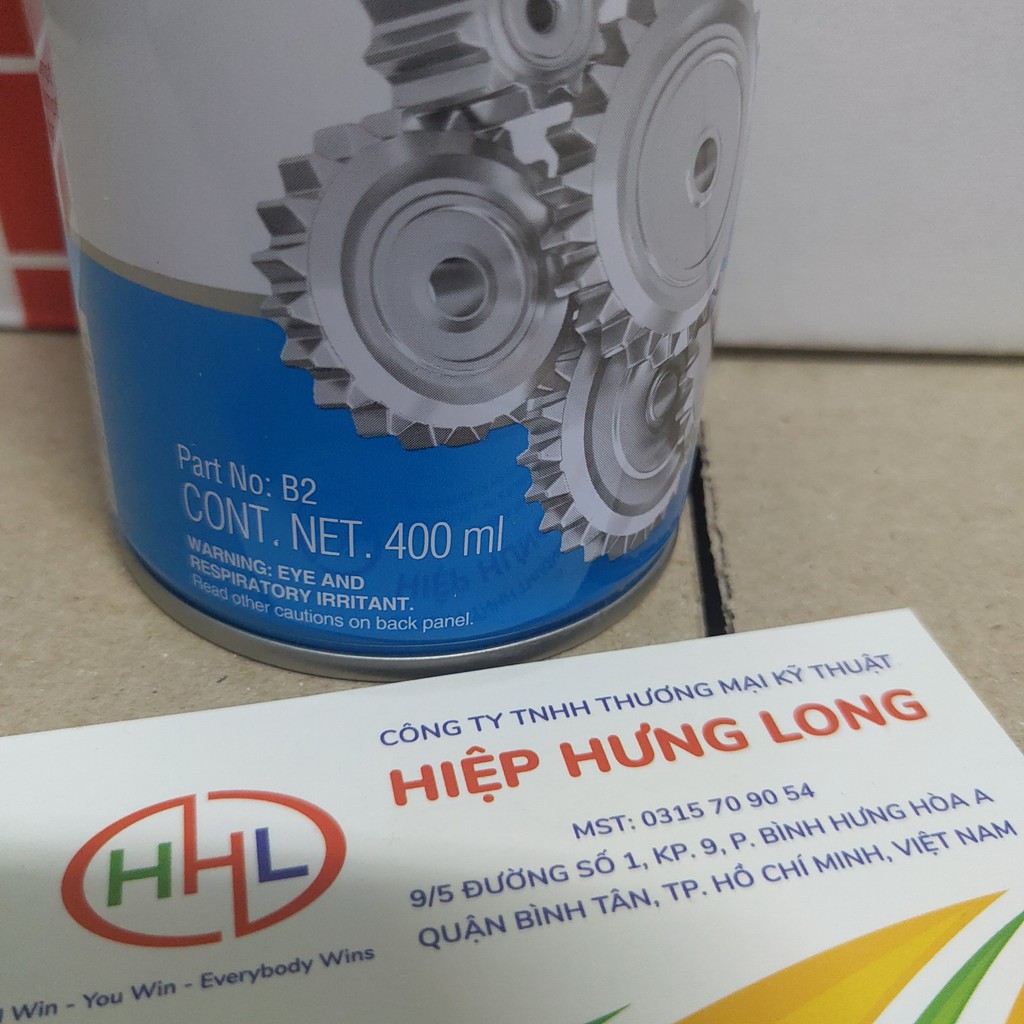 Part No: B2
CONT. NET. 400 ml
WARNING: EYE AND
RESPIRATORY IRRITANT.
Read other cautions on back panel.
CÔNG TY TNHH THƯƠNG MẠI KỸ THUẬT
HIỆP HƯNG LONG
MST: 0315 70 90 54
9/5 ĐƯỜNG SỐ 1, KP. 9, P. BÌNH HƯNG HÒA A
QUẬN BÌNH TÂN, TP. HỒ CHÍ MINH, VIỆT NAM
HHL
Win - You Win - Everybody Wins